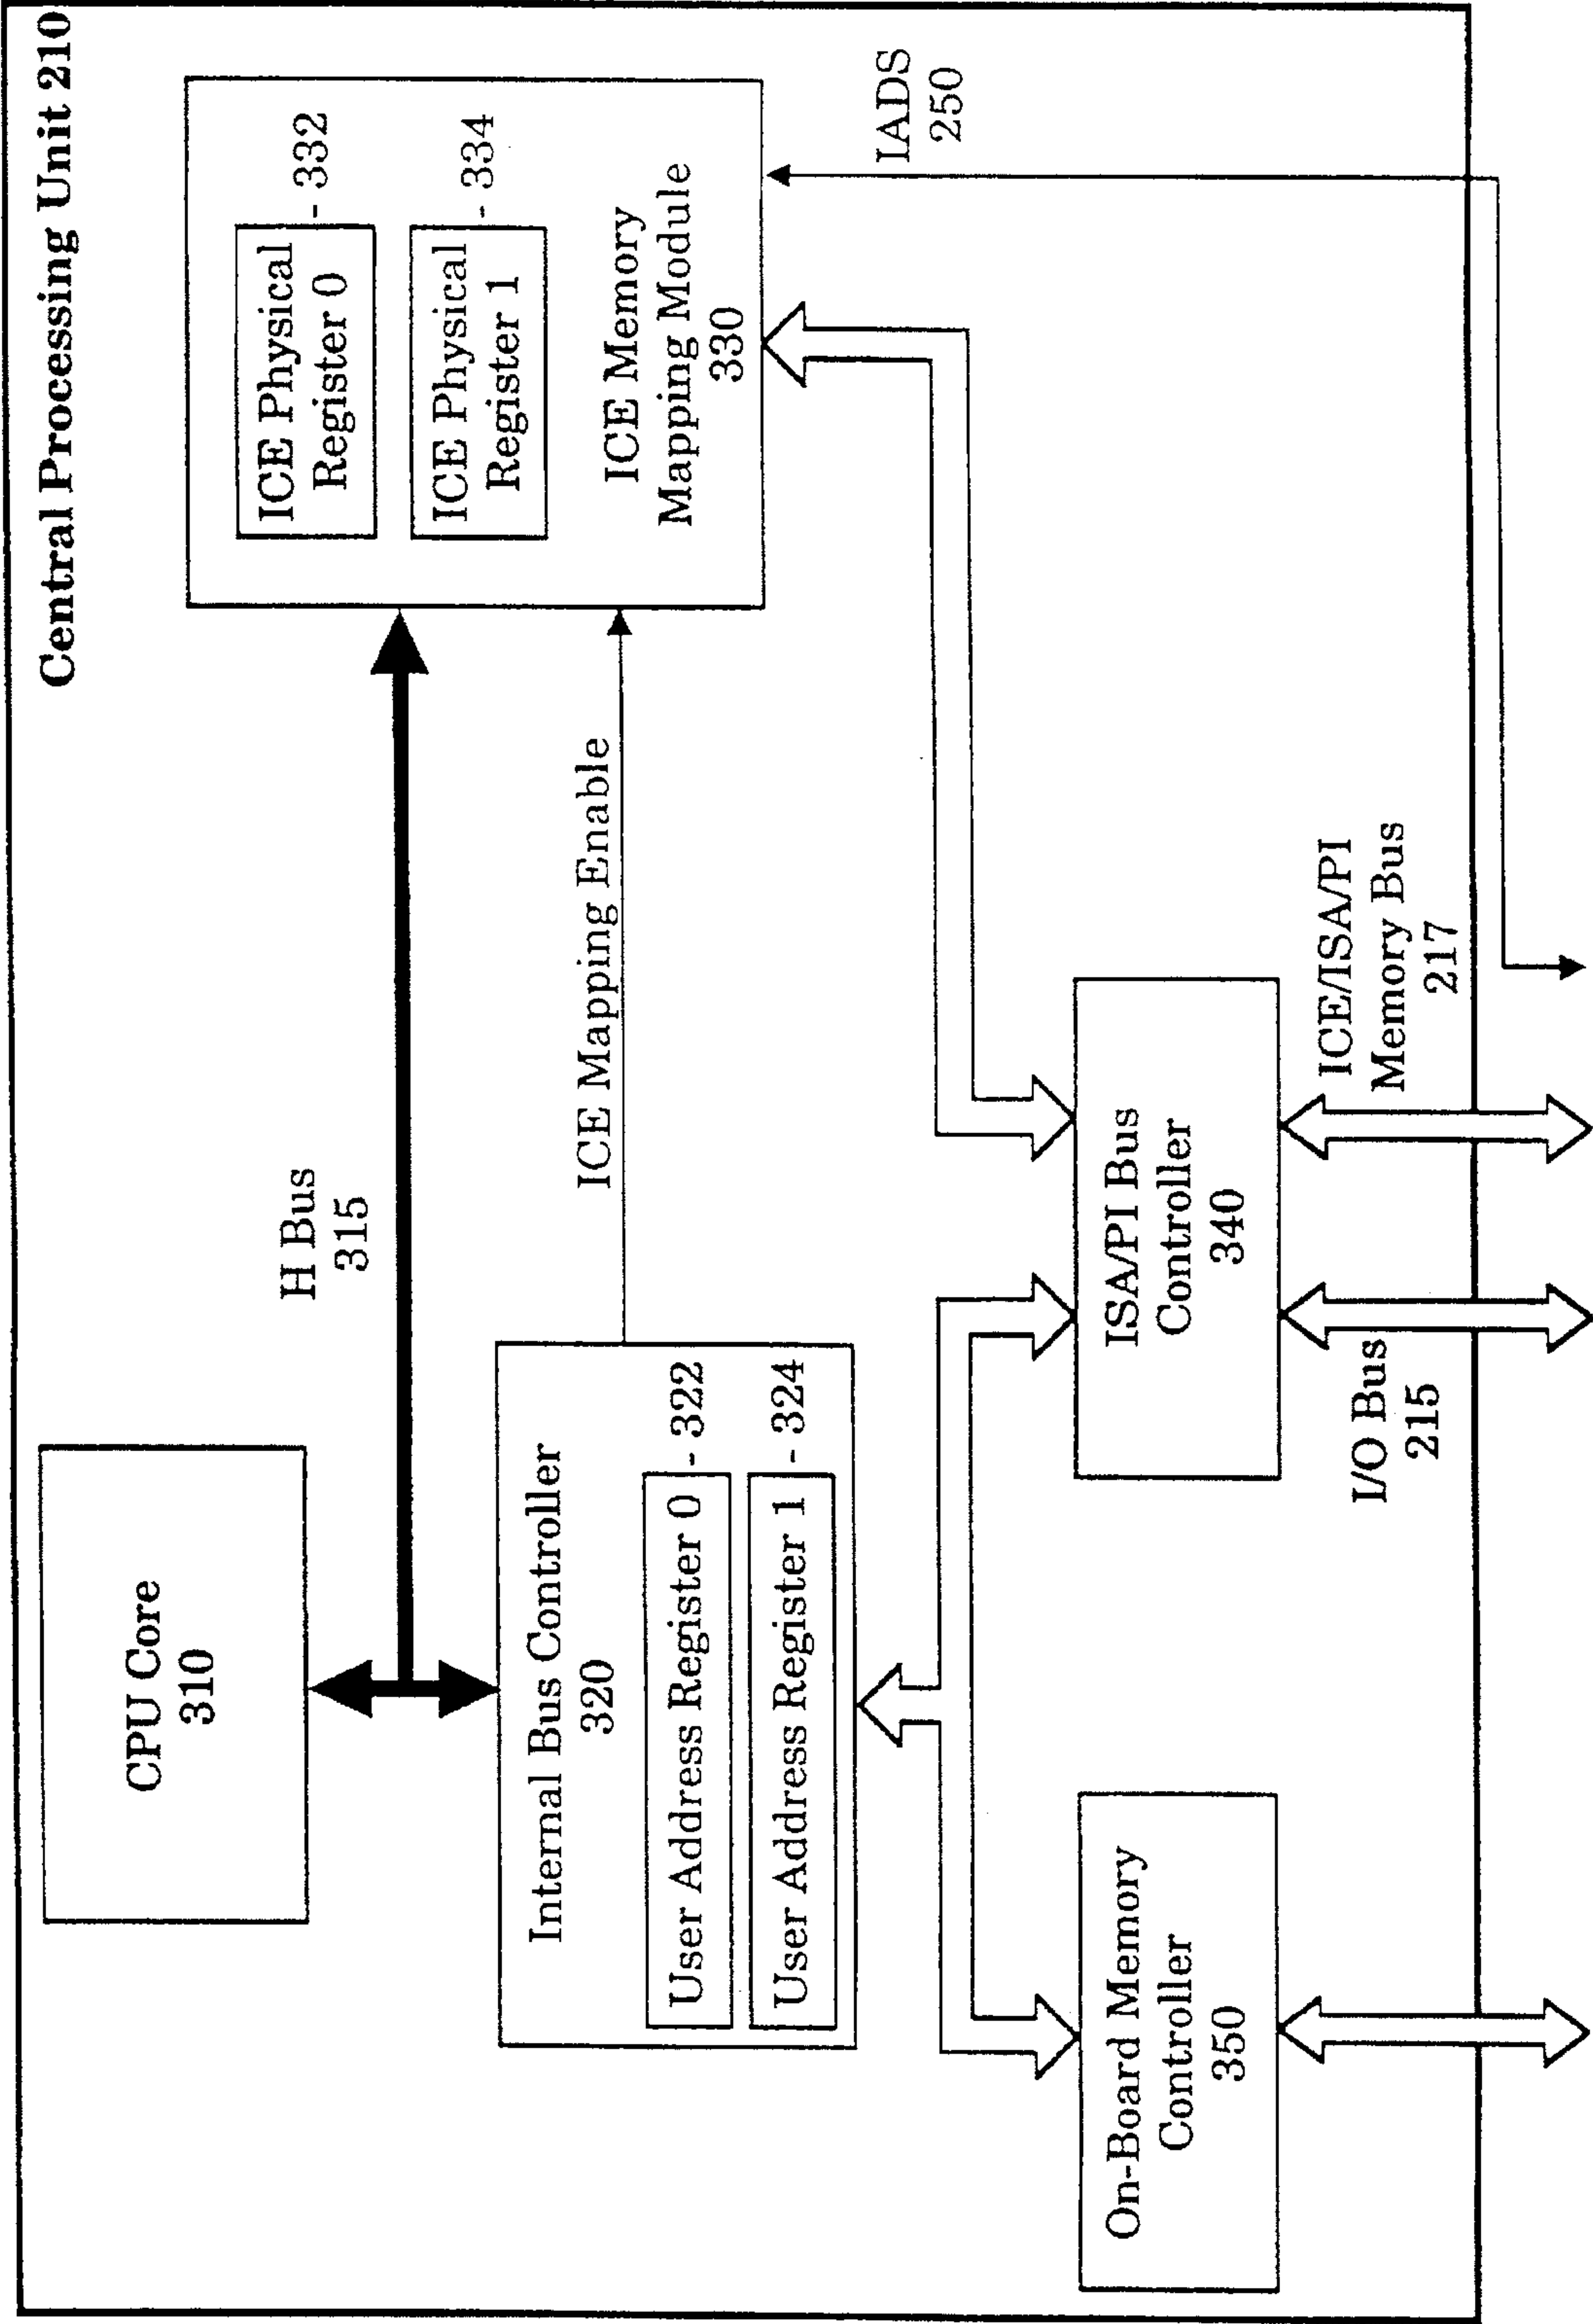 Central Processing Unit 210
CPU Core
310
H Bus
315
ICE Physical
Register 0
- 332
ICE Physical
Register 1
- 334
ICE Memory
Mapping Module
330
Internal Bus Controller
320
User Address Register 0
- 322
User Address Register 1
- 324
ICE Mapping Enable
IADS
250
On-Board Memory
Controller
350
ISA/PI Bus
Controller
340
I/O Bus
215
ICE/ISA/PI
Memory Bus
217